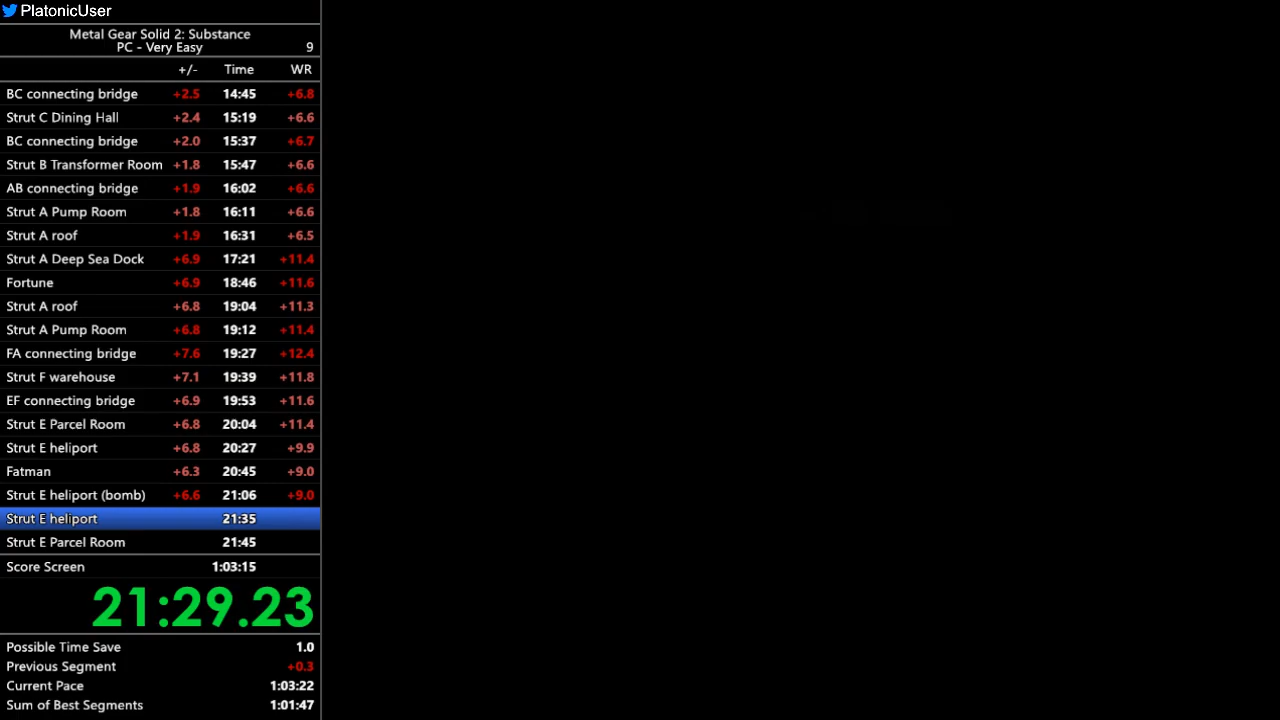 PlatonicUser
Metal Gear Solid 2: Substance
PC - Very Easy 9
+/- Time WR
BC connecting bridge +2.5 14:45 +6.8
Strut C Dining Hall +2.4 15:19 +6.6
BC connecting bridge +2.0 15:37 +6.7
Strut B Transformer Room +1.8 15:47 +6.6
AB connecting bridge +1.9 16:02 +6.6
Strut A Pump Room +1.8 16:11 +6.6
Strut A roof +1.9 16:31 +6.5
Strut A Deep Sea Dock +6.9 17:21 +11.4
Fortune +6.9 18:46 +11.6
Strut A roof +6.8 19:04 +11.3
Strut A Pump Room +6.8 19:12 +11.4
FA connecting bridge +7.6 19:27 +12.4
Strut F warehouse +7.1 19:39 +11.8
EF connecting bridge +6.9 19:53 +11.6
Strut E Parcel Room +6.8 20:04 +11.4
Strut E heliport +6.8 20:27 +9.9
Fatman +6.3 20:45 +9.0
Strut E heliport (bomb) +6.6 21:06 +9.0
Strut E heliport 21:35
Strut E Parcel Room 21:45
Score Screen 1:03:15
21:29.23
Possible Time Save 1.0
Previous Segment +0.3
Current Pace 1:03:22
Sum of Best Segments 1:01:47